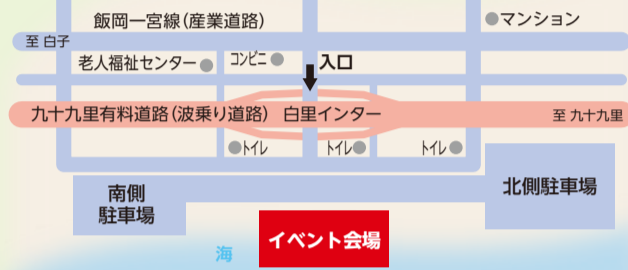 飯岡一宮線(産業道路)
マンション
至 白子
老人福祉センター
コンビニ
入口
九十九里有料道路(波乗り道路) 白里インター
至 九十九里
トイレ
トイレ
トイレ
南側
駐車場
北側駐車場
イベント会場
海